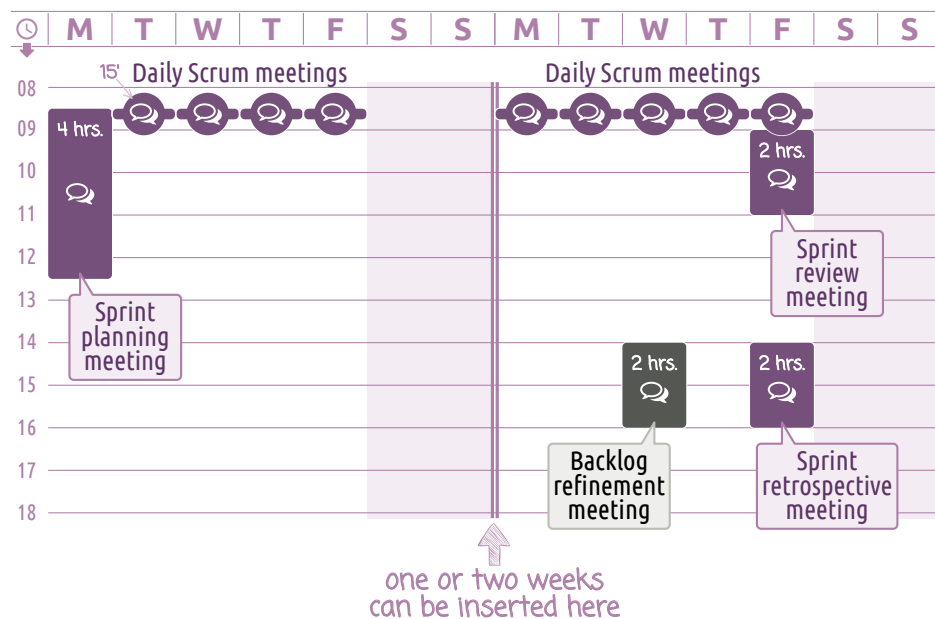 M T W T F S S M T W T F S S
15' Daily Scrum meetings
Daily Scrum meetings
08
09
10
11
12
13
14
15
16
17
18
4 hrs.
Sprint
planning
meeting
2 hrs.
Sprint
review
meeting
2 hrs.
Backlog
refinement
meeting
2 hrs.
Sprint
retrospective
meeting
one or two weeks
can be inserted here